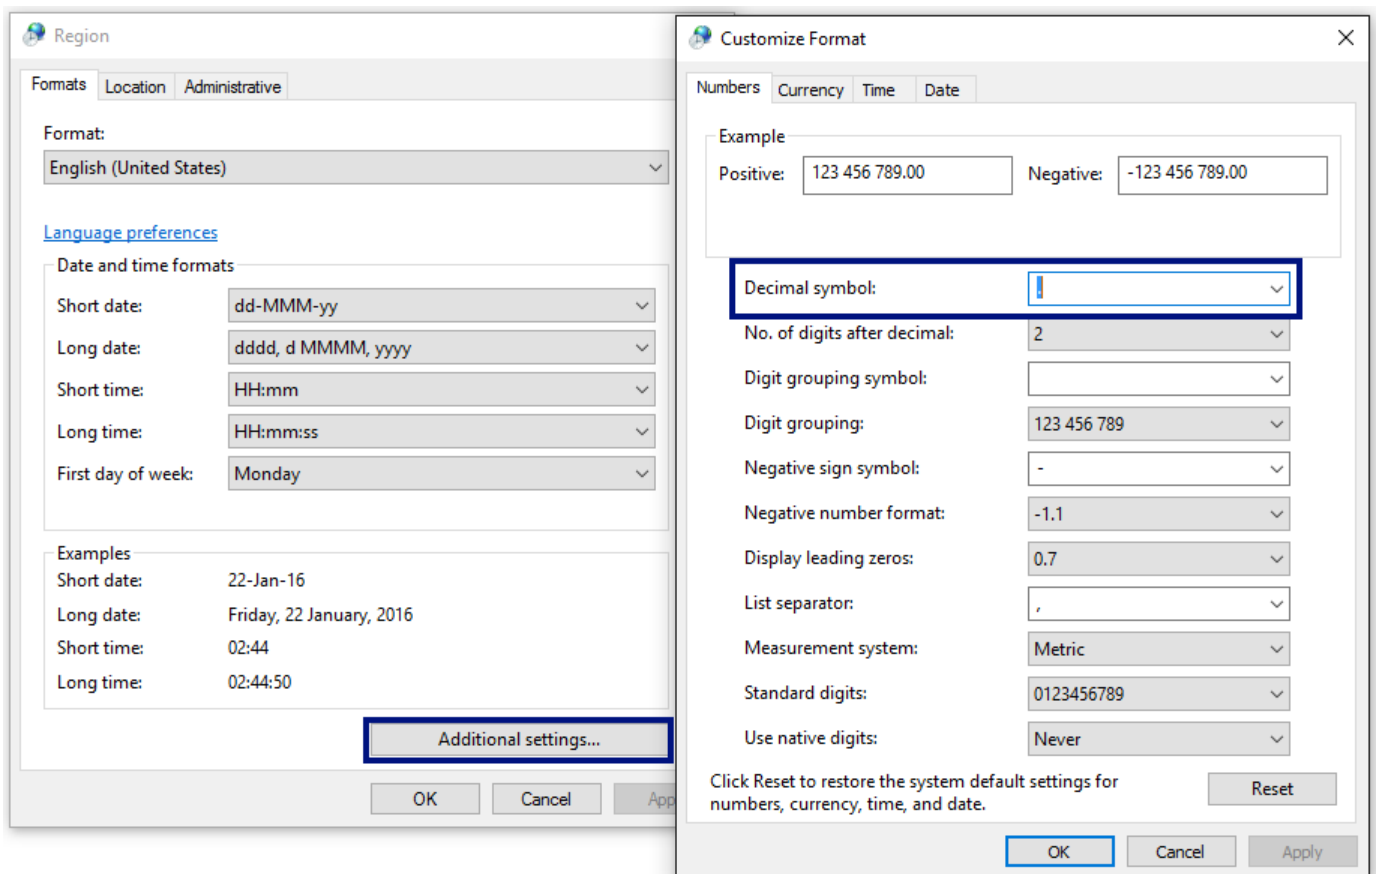 Region
Formats
Location
Administrative
Format:
English (United States)
Language preferences
Date and time formats
Short date:
dd-MMM-yy
Long date:
dddd, d MMMM, yyyy
Short time:
HH:mm
Long time:
HH:mm:ss
First day of week:
Monday
Examples
Short date:
22-Jan-16
Long date:
Friday, 22 January, 2016
Short time:
02:44
Long time:
02:44:50
Additional settings...
OK
Cancel
App
Customize Format
Numbers
Currency
Time
Date
Example
Positive:
123 456 789.00
Negative:
-123 456 789.00
Decimal symbol:
.
No. of digits after decimal:
2
Digit grouping symbol:
Digit grouping:
123 456 789
Negative sign symbol:
-
Negative number format:
-1.1
Display leading zeros:
0.7
List separator:
,
Measurement system:
Metric
Standard digits:
0123456789
Use native digits:
Never
Click Reset to restore the system default settings for
numbers, currency, time, and date.
Reset
OK
Cancel
Apply